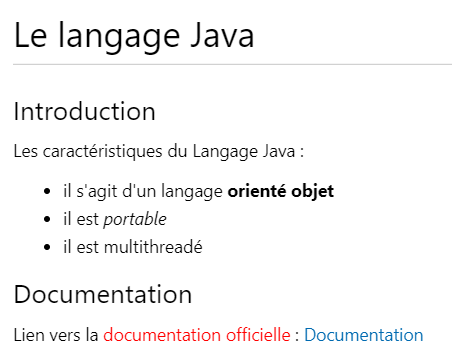 Le langage Java
Introduction
Les caractéristiques du Langage Java :
il s'agit d'un langage orienté objet
il est portable
il est multithreadé
Documentation
Lien vers la documentation officielle : Documentation